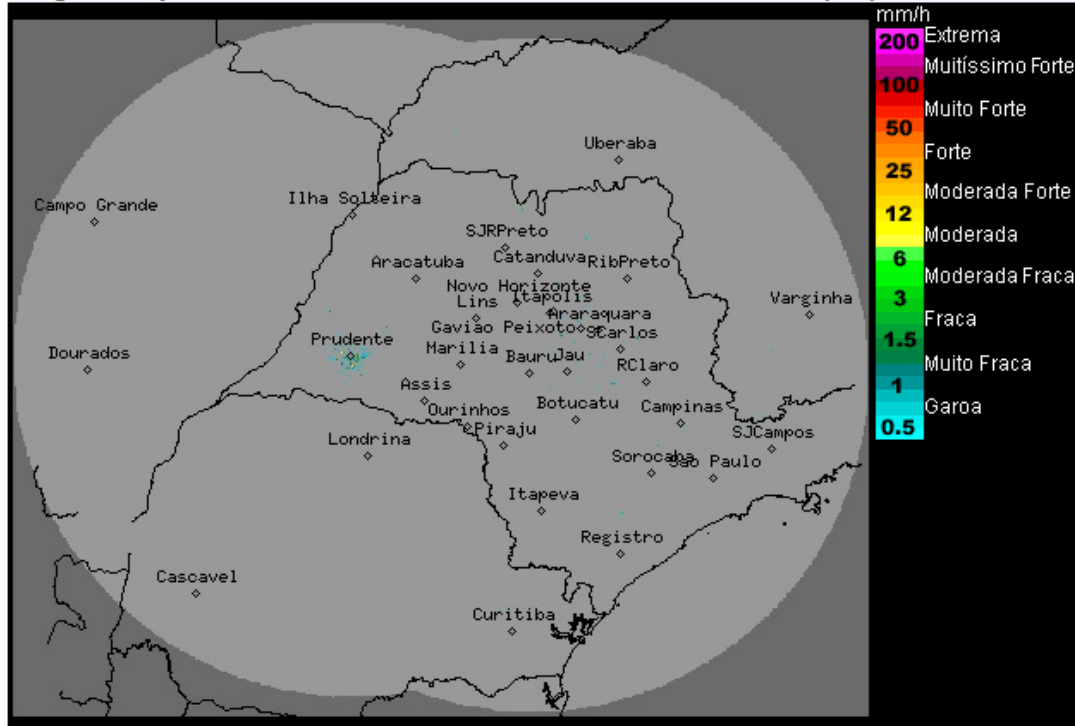 mm/h
200 Extrema
Muitíssimo Forte
100
Muito Forte
50
Forte
25
Moderada Forte
12
Moderada
6
Moderada Fraca
3
Fraca
1.5
Muito Fraca
1
Garoa
0.5
Uberaba
Campo Grande
Ilha Solteira
SJRPreto
Catanduva
Aracatuba
RibPreto
Novo Horizonte
Itapolis
Lins
Varginha
Araraquara
Gavião Peixoto
SCarlos
Prudente
Marilia
Dourados
Bauru
Jau
RClaro
Assis
Ourinhos
Botucatu
Campinas
Piraju
Londrina
SJCampos
Sorocaba
Sao Paulo
Itapeva
Registro
Cascavel
Curitiba